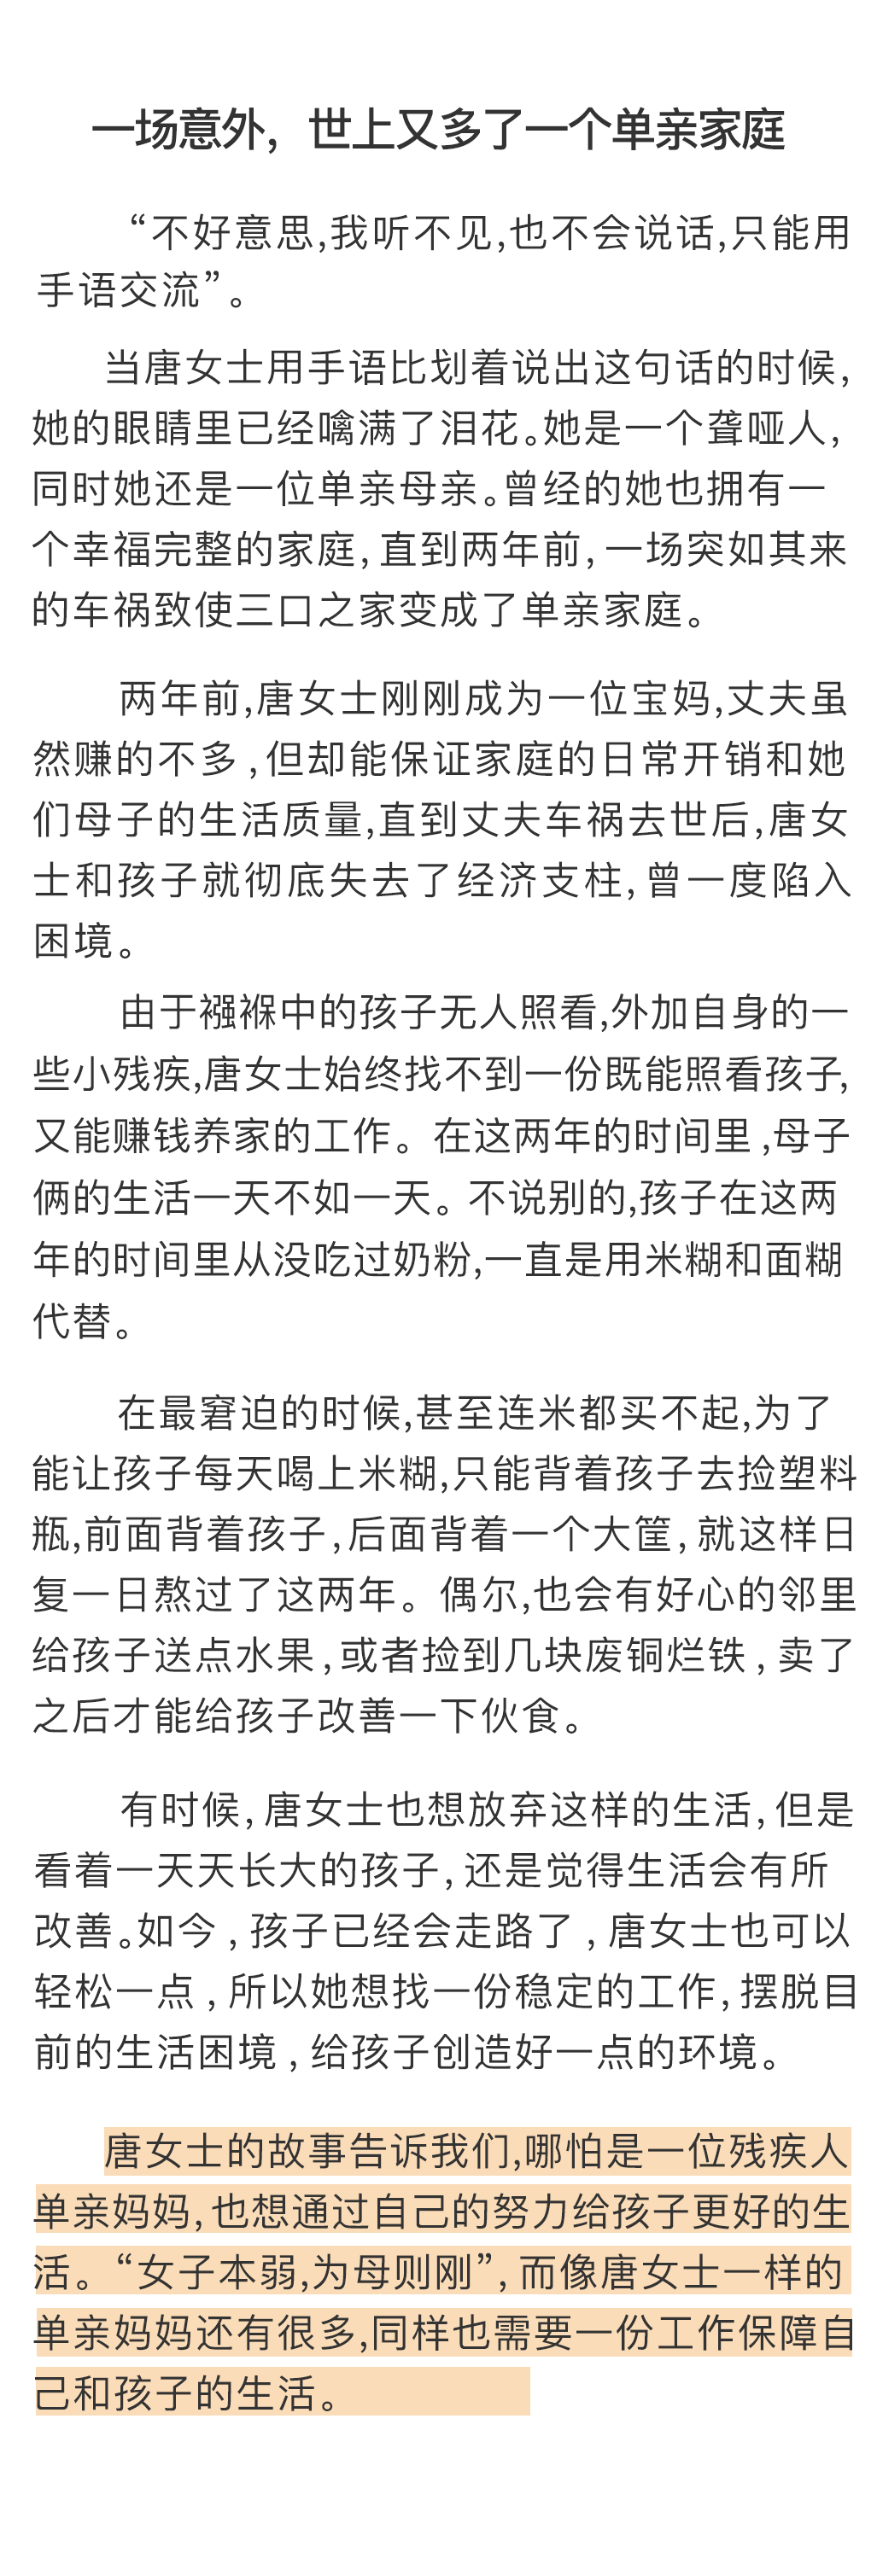 一场意外，世上又多了一个单亲家庭
“不好意思,我听不见,也不会说话,只能用
手语交流”。
当唐女士用手语比划着说出这句话的时候,
她的眼睛里已经噙满了泪花。她是一个聋哑人,
同时她还是一位单亲母亲。曾经的她也拥有一
个幸福完整的家庭,直到两年前,一场突如其来
的车祸致使三口之家变成了单亲家庭。
两年前,唐女士刚刚成为一位宝妈,丈夫虽
然赚的不多,但却能保证家庭的日常开销和她
们母子的生活质量,直到丈夫车祸去世后,唐女
士和孩子就彻底失去了经济支柱,曾一度陷入
困境。
由于襁褓中的孩子无人照看,外加自身的一
些小残疾,唐女士始终找不到一份既能照看孩子,
又能赚钱养家的工作。在这两年的时间里,母子
俩的生活一天不如一天。不说别的,孩子在这两
年的时间里从没吃过奶粉,一直是用米糊和面糊
代替。
在最窘迫的时候,甚至连米都买不起,为了
能让孩子每天喝上米糊,只能背着孩子去捡塑料
瓶,前面背着孩子,后面背着一个大筐,就这样日
复一日熬过了这两年。偶尔,也会有好心的邻里
给孩子送点水果,或者捡到几块废铜烂铁,卖了
之后才能给孩子改善一下伙食。
有时候,唐女士也想放弃这样的生活,但是
看着一天天长大的孩子,还是觉得生活会有所
改善。如今,孩子已经会走路了,唐女士也可以
轻松一点,所以她想找一份稳定的工作,摆脱目
前的生活困境,给孩子创造好一点的环境。
唐女士的故事告诉我们,哪怕是一位残疾人
单亲妈妈,也想通过自己的努力给孩子更好的生
活。“女子本弱,为母则刚”,而像唐女士一样的
单亲妈妈还有很多,同样也需要一份工作保障自
己和孩子的生活。